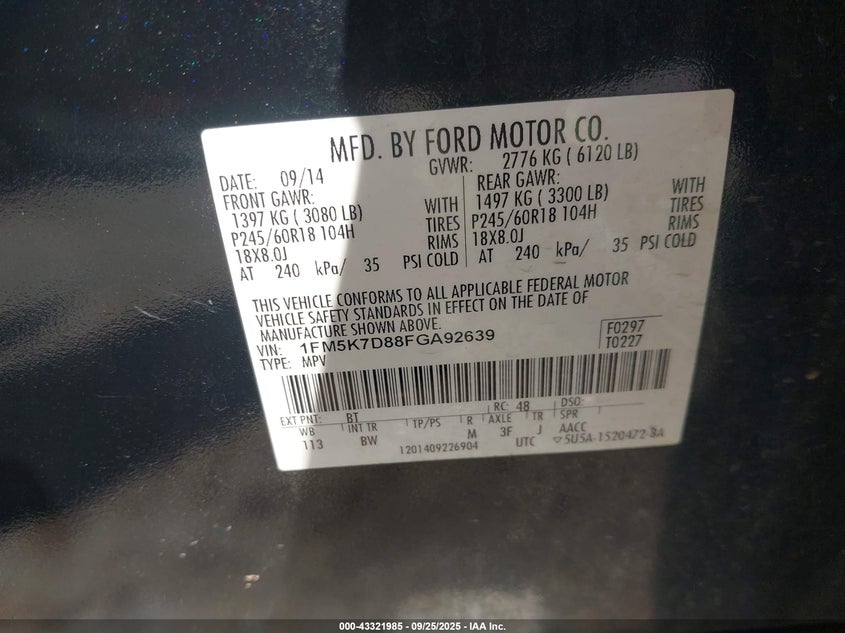 MFD. BY FORD MOTOR CO.
DATE: 09/14 GVWR: 2776 KG ( 6120 LB)
FRONT GAWR: REAR GAWR:
1397 KG ( 3080 LB) WITH 1497 KG ( 3300 LB) WITH
P245/60R18 104H TIRES P245/60R18 104H TIRES
18X8.0J RIMS 18X8.0J RIMS
AT 240 kPa/ 35 PSI COLD AT 240 kPa/ 35 PSI COLD
THIS VEHICLE CONFORMS TO ALL APPLICABLE FEDERAL MOTOR
VEHICLE SAFETY STANDARDS IN EFFECT ON THE DATE OF
MANUFACTURE SHOWN ABOVE.
VIN: 1FM5K7D88FGA92639 F0297
TYPE: MPV T0227
EXT PNT: BT RC: 48 DSO:
WB INT TR TP/PS R AXLE TR SPR
113 BW M 3F J AACC
1201409226904 UTC ▽5U5A-1520472-BA
000-43321985 - 09/25/2025 - IAA Inc.